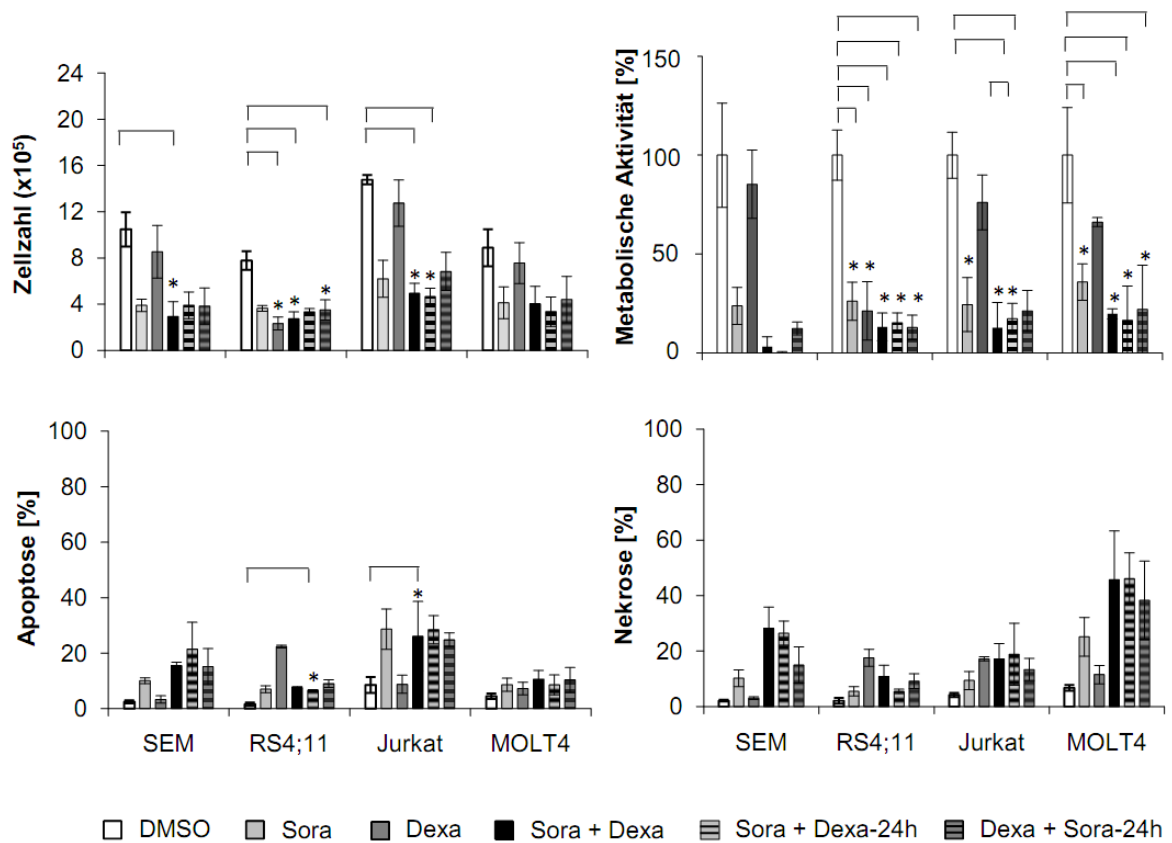 Zellzahl (x10⁵)
24
20
16
12
8
4
0
* * * * * *
Metabolische Aktivität [%]
150
100
50
0
* * * * * * * * * * * *
Apoptose [%]
100
80
60
40
20
0
* *
SEM RS4;11 Jurkat MOLT4
Nekrose [%]
100
80
60
40
20
0
SEM RS4;11 Jurkat MOLT4
DMSO Sora Dexa Sora + Dexa Sora + Dexa-24h Dexa + Sora-24h